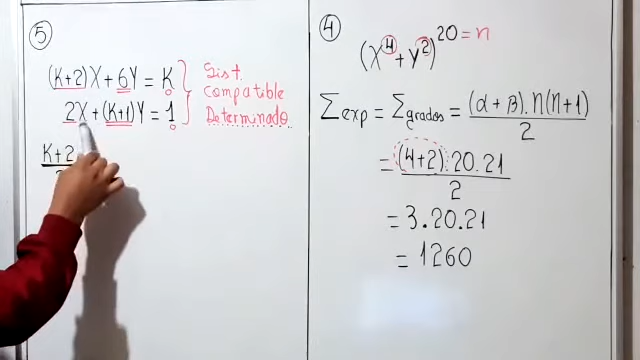 5
(K+2)X + 6Y = K
2X + (K+1)Y = 1
Sist.
Compatible
Determinado
K+2
4
(X⁴ + Y²)²⁰ = n
Σexp = Σgrados = (α + β).n(n+1) / 2
= (4+2).20.21 / 2
= 3.20.21
= 1260